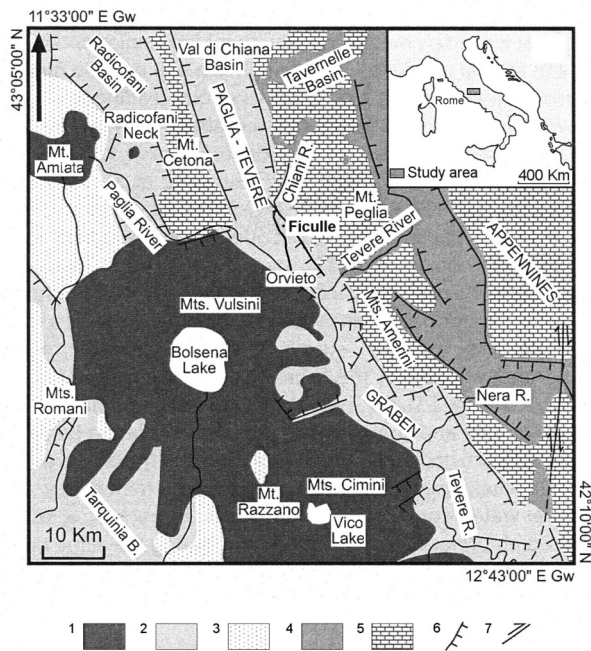 11°33'00" E Gw
43°05'00" N
Radicofani
Basin
Val di Chiana
Basin
Tavernelle
Basin
Rome
Study area
400 Km
Radicofani
Neck
Mt.
Amiata
Mt.
Cetona
PAGLIA - TEVERE
Chiani R.
Mt.
Peglia
Paglia River
Ficulle
Tevere River
APPENNINES
Orvieto
Mts. Vulsini
Mts. Amerini
Bolsena
Lake
Mts.
Romani
GRABEN
Nera R.
Mts. Cimini
Mt.
Razzano
Vico
Lake
Tevere R.
Tarquinia B.
10 Km
42°10'00" N
12°43'00" E Gw
1 2 3 4 5 6 7